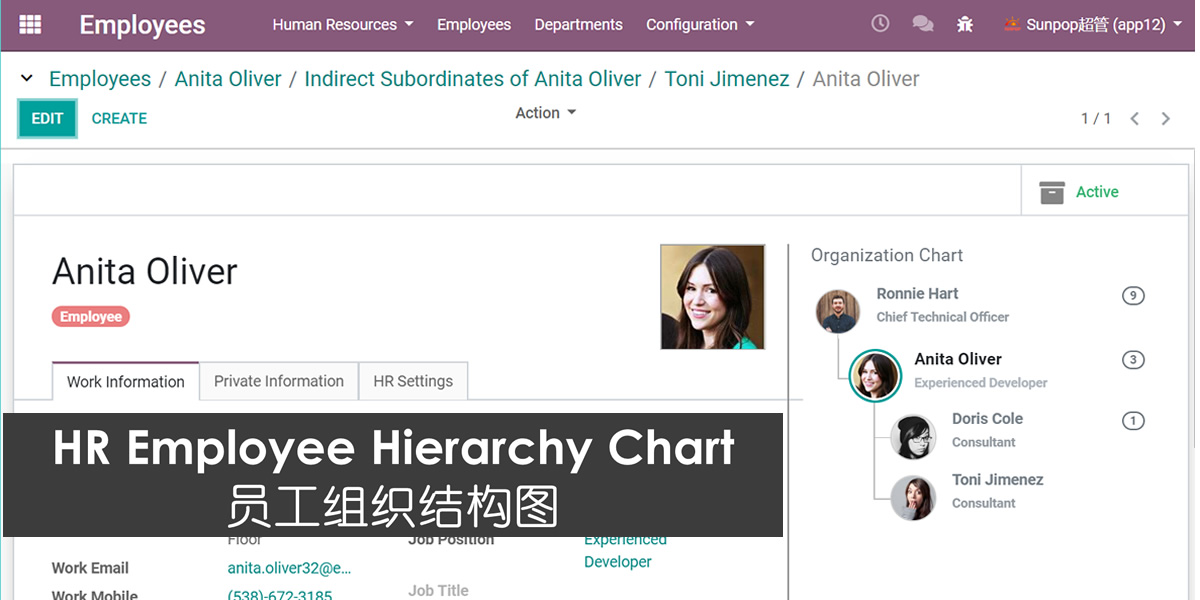 Employees Human Resources Employees Departments Configuration Sunpop超管 (app12)
Employees / Anita Oliver / Indirect Subordinates of Anita Oliver / Toni Jimenez / Anita Oliver
EDIT CREATE Action 1 / 1
Active
Anita Oliver
Employee
Work Information Private Information HR Settings
HR Employee Hierarchy Chart
员工组织结构图
Floor Job Position Experienced
Developer
Work Email anita.oliver32@e...
Job Title
Work Mobile (538)-672-3185
Organization Chart
Ronnie Hart 9
Chief Technical Officer
Anita Oliver 3
Experienced Developer
Doris Cole 1
Consultant
Toni Jimenez
Consultant